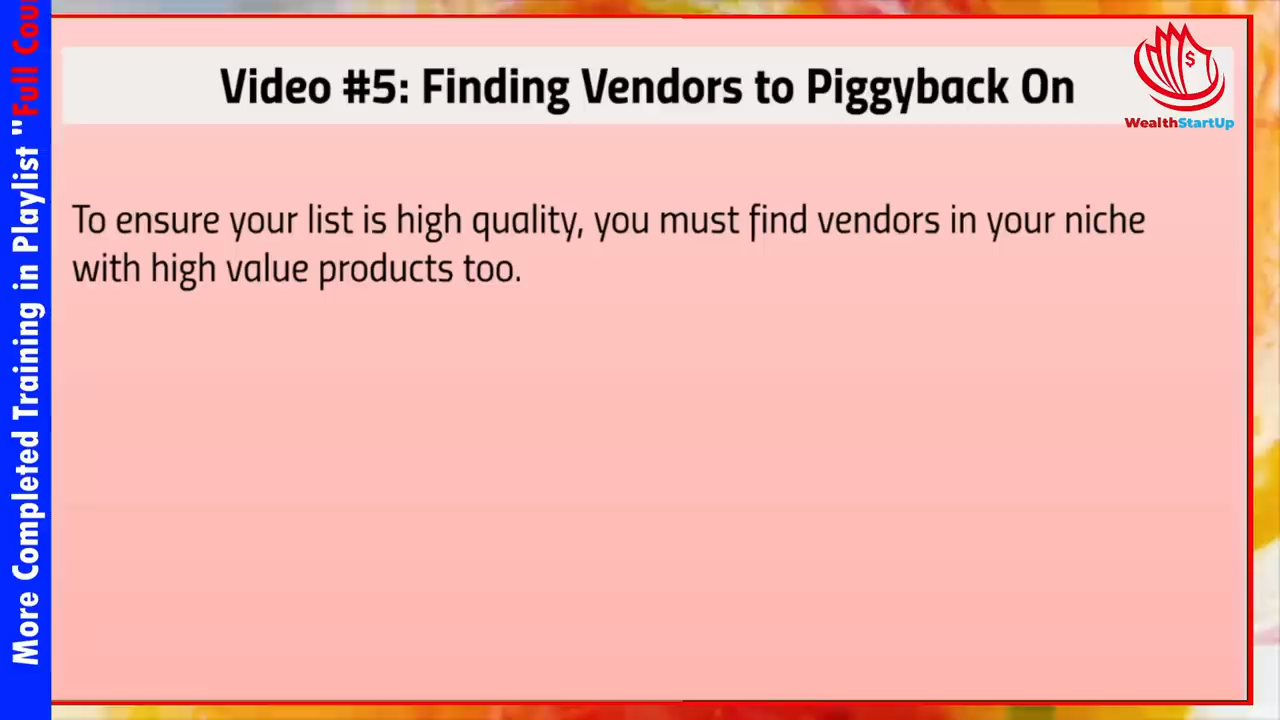 Video #5: Finding Vendors to Piggyback On
$
WealthStartUp
To ensure your list is high quality, you must find vendors in your niche
with high value products too.
More Completed Training in Playlist "Full